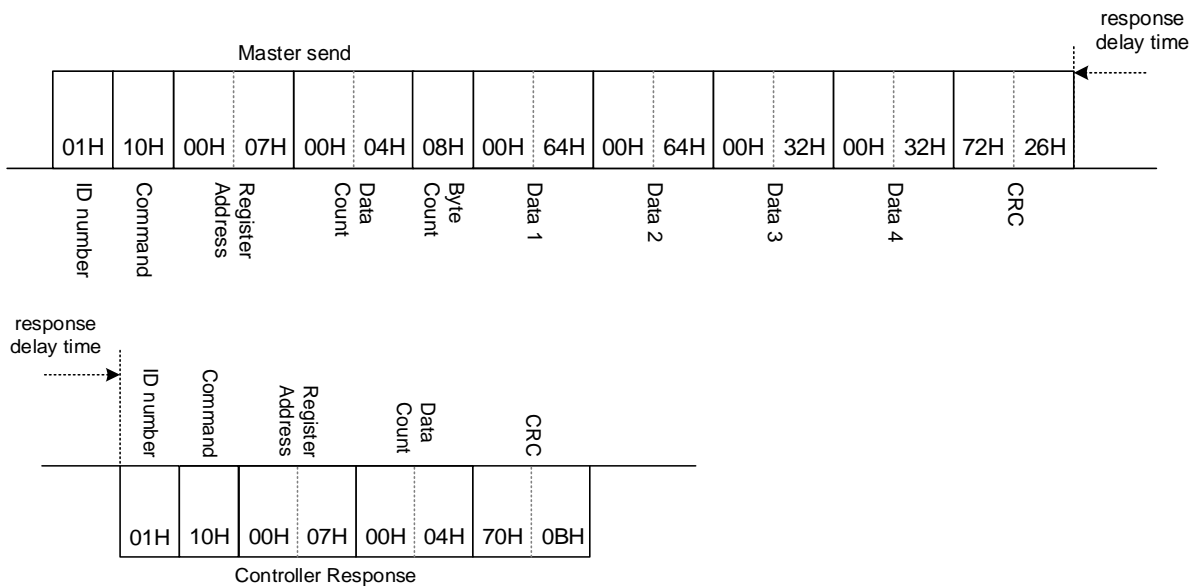 response
delay time
Master send
01H 10H 00H 07H 00H 04H 08H 00H 64H 00H 64H 00H 32H 00H 32H 72H 26H
ID number
Command
Register
Address
Data
Count
Byte
Count
Data 1
Data 2
Data 3
Data 4
CRC
response
delay time
ID number
Command
Register
Address
Data
Count
CRC
01H 10H 00H 07H 00H 04H 70H 0BH
Controller Response